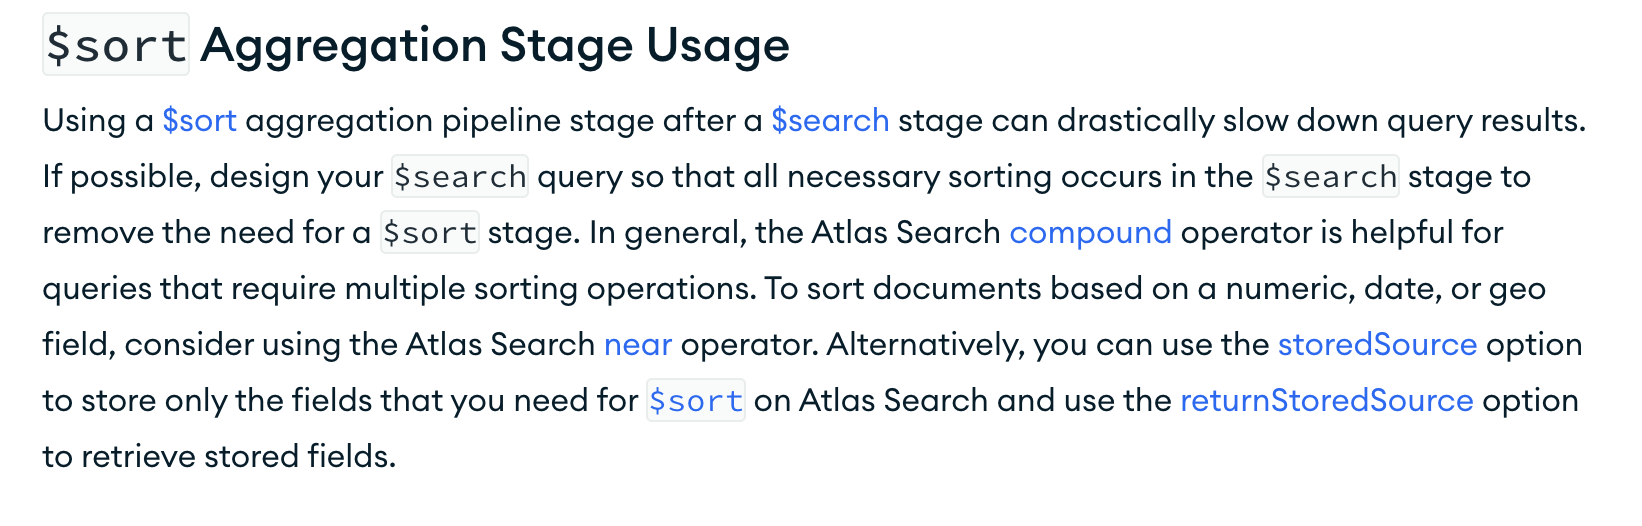 $sort Aggregation Stage Usage
Using a $sort aggregation pipeline stage after a $search stage can drastically slow down query results.
If possible, design your $search query so that all necessary sorting occurs in the $search stage to
remove the need for a $sort stage. In general, the Atlas Search compound operator is helpful for
queries that require multiple sorting operations. To sort documents based on a numeric, date, or geo
field, consider using the Atlas Search near operator. Alternatively, you can use the storedSource option
to store only the fields that you need for $sort on Atlas Search and use the returnStoredSource option
to retrieve stored fields.